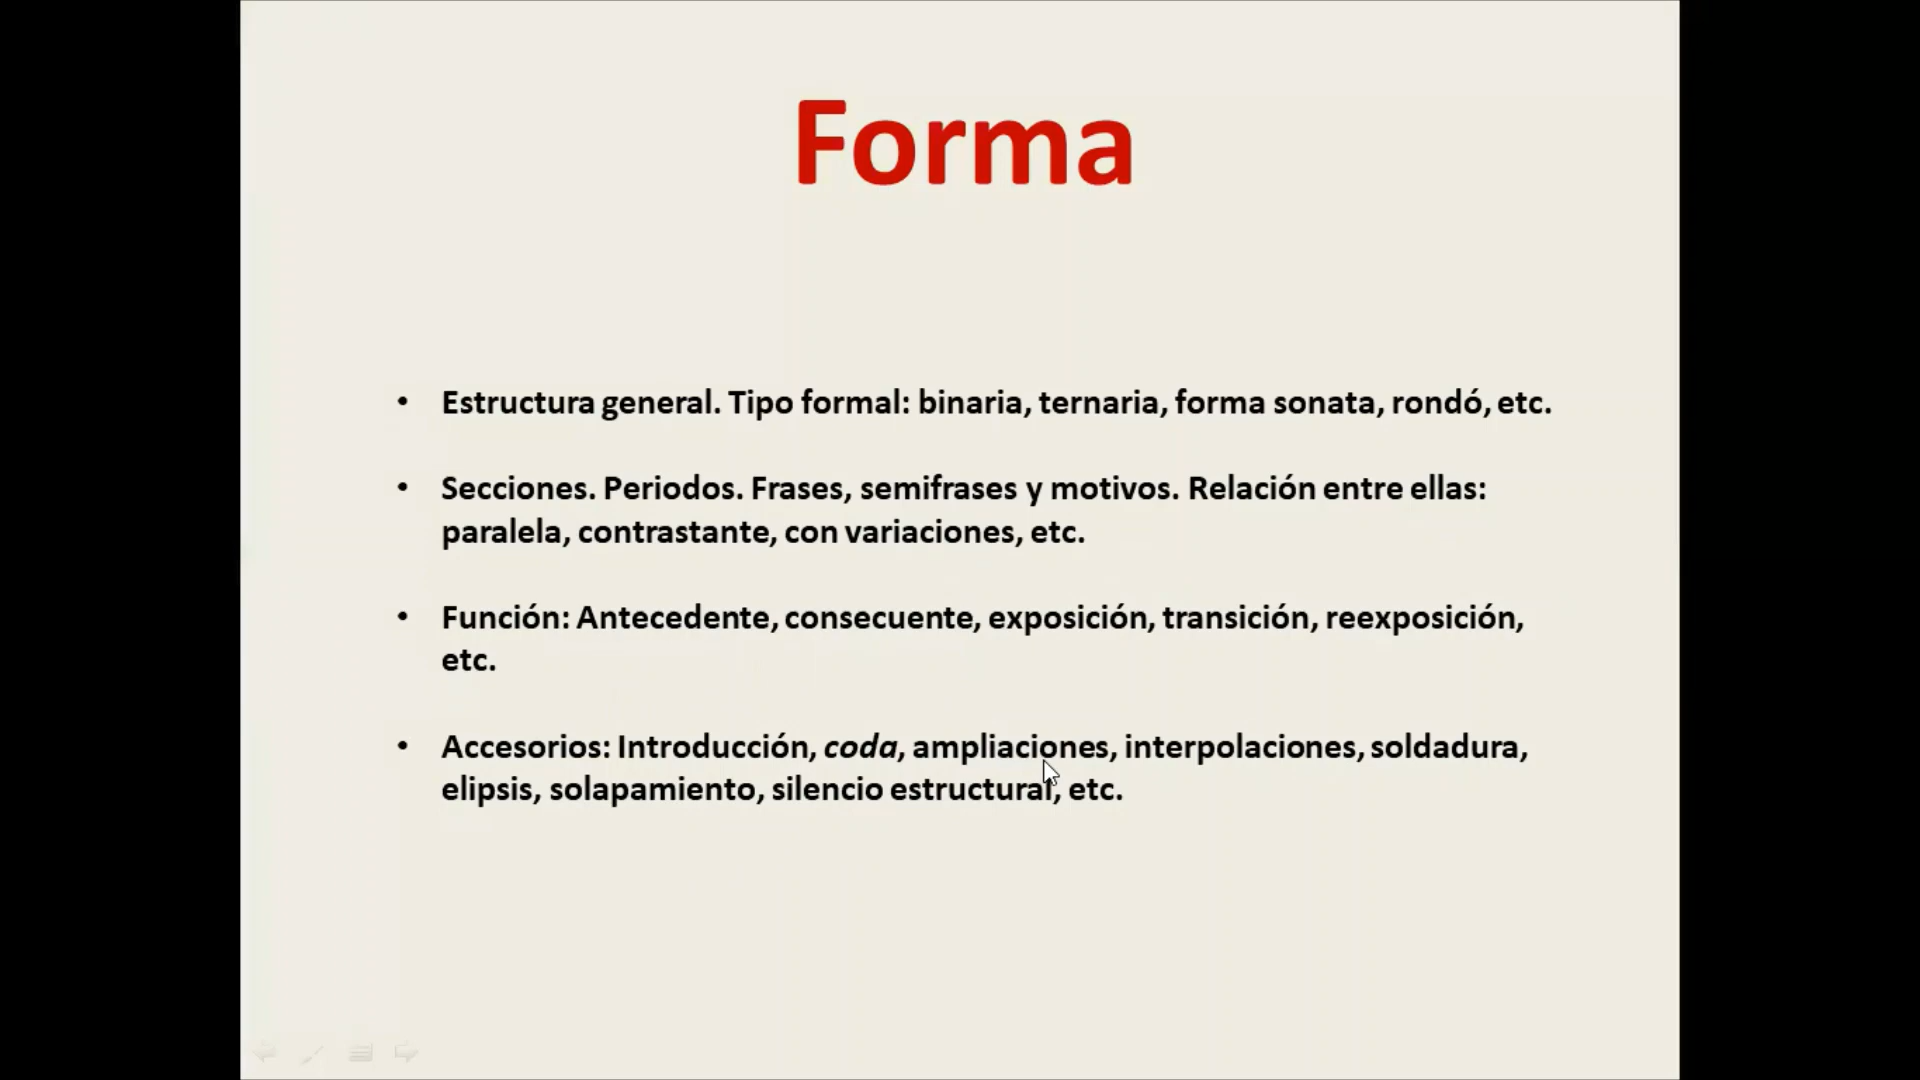 Forma
• Estructura general. Tipo formal: binaria, ternaria, forma sonata, rondó, etc.
• Secciones. Periodos. Frases, semifrases y motivos. Relación entre ellas:
paralela, contrastante, con variaciones, etc.
• Función: Antecedente, consecuente, exposición, transición, reexposición,
etc.
• Accesorios: Introducción, coda, ampliaciones, interpolaciones, soldadura,
elipsis, solapamiento, silencio estructural, etc.